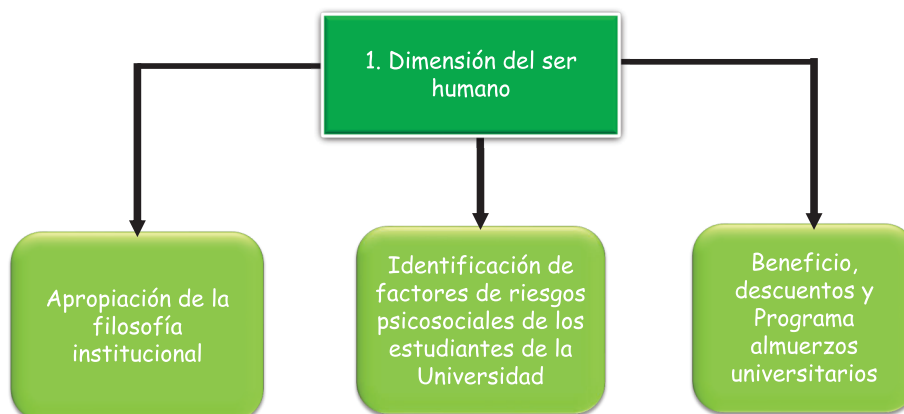 1. Dimensión del ser
humano
Apropiación de la
filosofía
institucional
Identificación de
factores de riesgos
psicosociales de los
estudiantes de la
Universidad
Beneficio,
descuentos y
Programa
almuerzos
universitarios